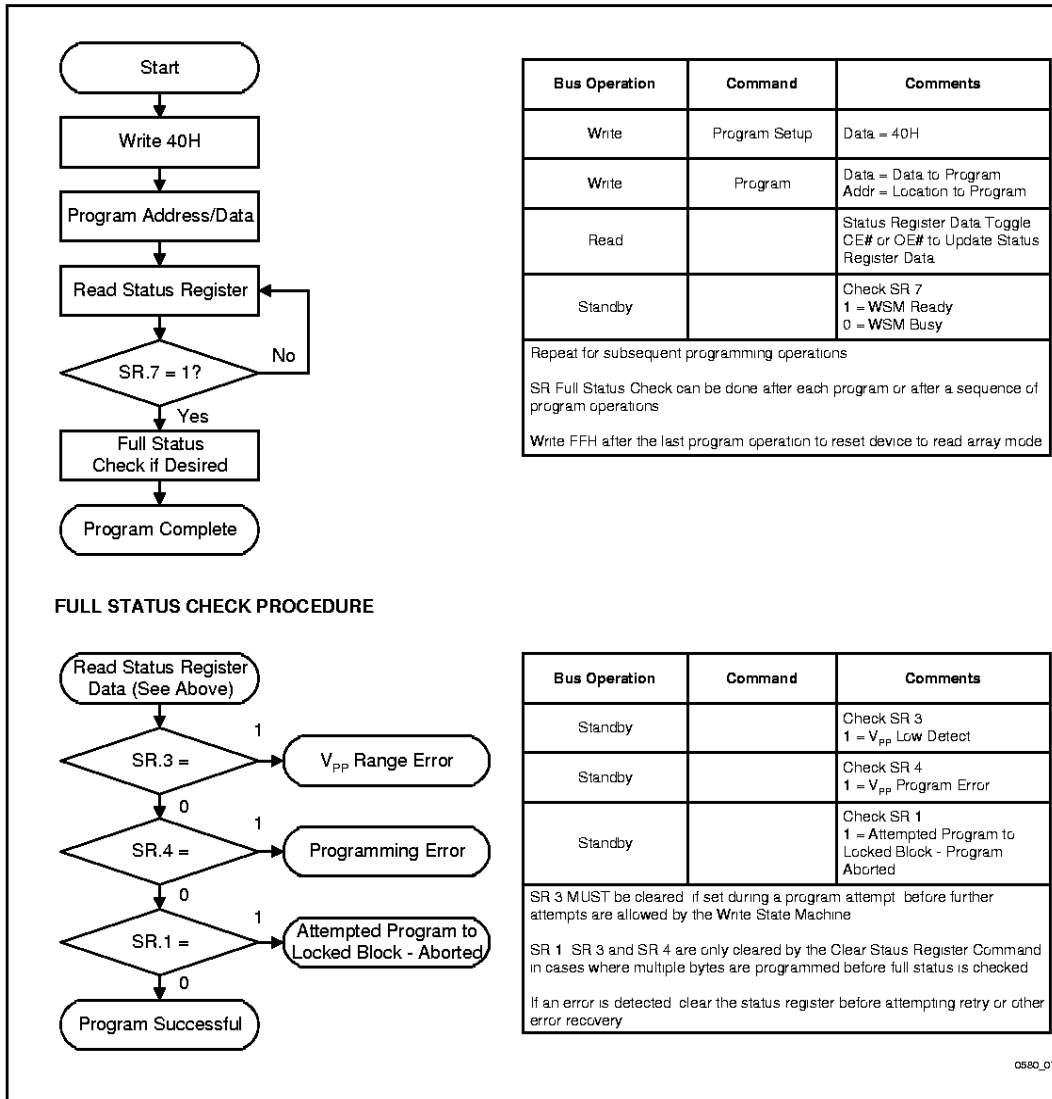 Start
Write 40H
Program Address/Data
Read Status Register
No
SR.7 = 1?
Yes
Full Status
Check if Desired
Program Complete
Bus Operation Command Comments
Write Program Setup Data = 40H
Write Program Data = Data to Program
Addr = Location to Program
Read Status Register Data Toggle
CE# or OE# to Update Status
Register Data
Standby Check SR 7
1 = WSM Ready
0 = WSM Busy
Repeat for subsequent programming operations
SR Full Status Check can be done after each program or after a sequence of
program operations
Write FFH after the last program operation to reset device to read array mode
FULL STATUS CHECK PROCEDURE
Read Status Register
Data (See Above)
1
SR.3 = VPP Range Error
0
1
SR.4 = Programming Error
0
1
SR.1 = Attempted Program to
Locked Block - Aborted
0
Program Successful
Bus Operation Command Comments
Standby Check SR 3
1 = VPP Low Detect
Standby Check SR 4
1 = VPP Program Error
Standby Check SR 1
1 = Attempted Program to
Locked Block - Program
Aborted
SR 3 MUST be cleared if set during a program attempt before further
attempts are allowed by the Write State Machine
SR 1 SR 3 and SR 4 are only cleared by the Clear Staus Register Command
in cases where multiple bytes are programmed before full status is checked
If an error is detected clear the status register before attempting retry or other
error recovery